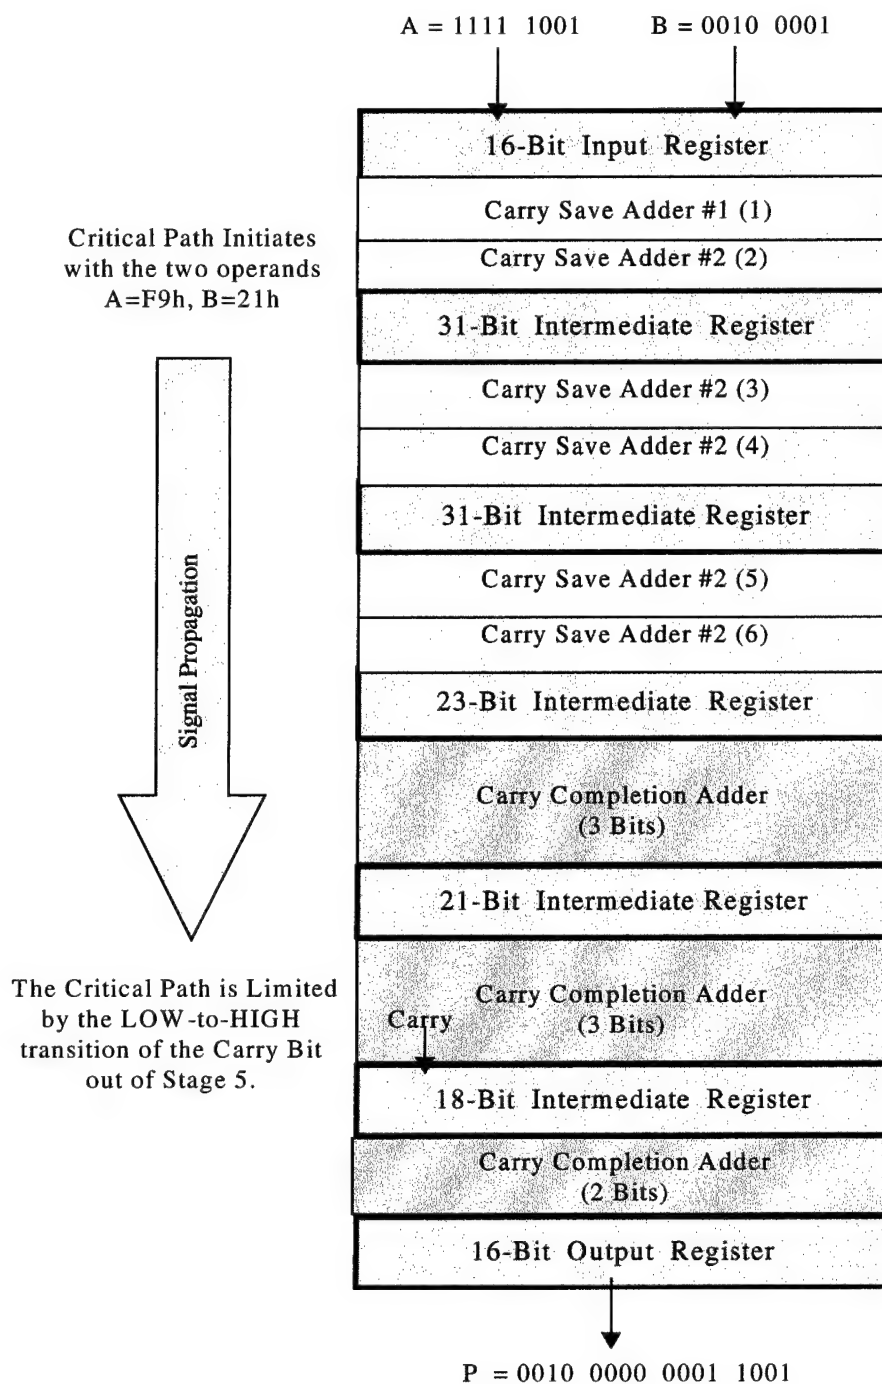 A = 1111 1001 B = 0010 0001
16-Bit Input Register
Carry Save Adder #1 (1)
Carry Save Adder #2 (2)
Critical Path Initiates
with the two operands
A=F9h, B=21h
31-Bit Intermediate Register
Carry Save Adder #2 (3)
Carry Save Adder #2 (4)
31-Bit Intermediate Register
Carry Save Adder #2 (5)
Carry Save Adder #2 (6)
Signal Propagation
23-Bit Intermediate Register
Carry Completion Adder
(3 Bits)
21-Bit Intermediate Register
The Critical Path is Limited
by the LOW-to-HIGH
transition of the Carry Bit
out of Stage 5.
Carry Completion Adder
(3 Bits)
Carry
18-Bit Intermediate Register
Carry Completion Adder
(2 Bits)
16-Bit Output Register
P = 0010 0000 0001 1001